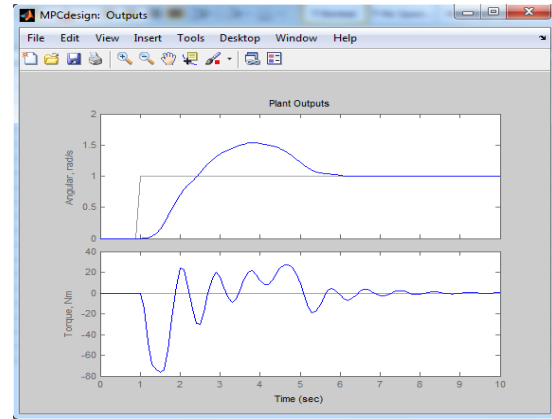 MPCdesign: Outputs
File Edit View Insert Tools Desktop Window Help
Plant Outputs
2
1.5
1
0.5
0
Angular, rad/s
40
20
0
-20
-40
-60
-80
Torque, Nm
0 1 2 3 4 5 6 7 8 9 10
Time (sec)